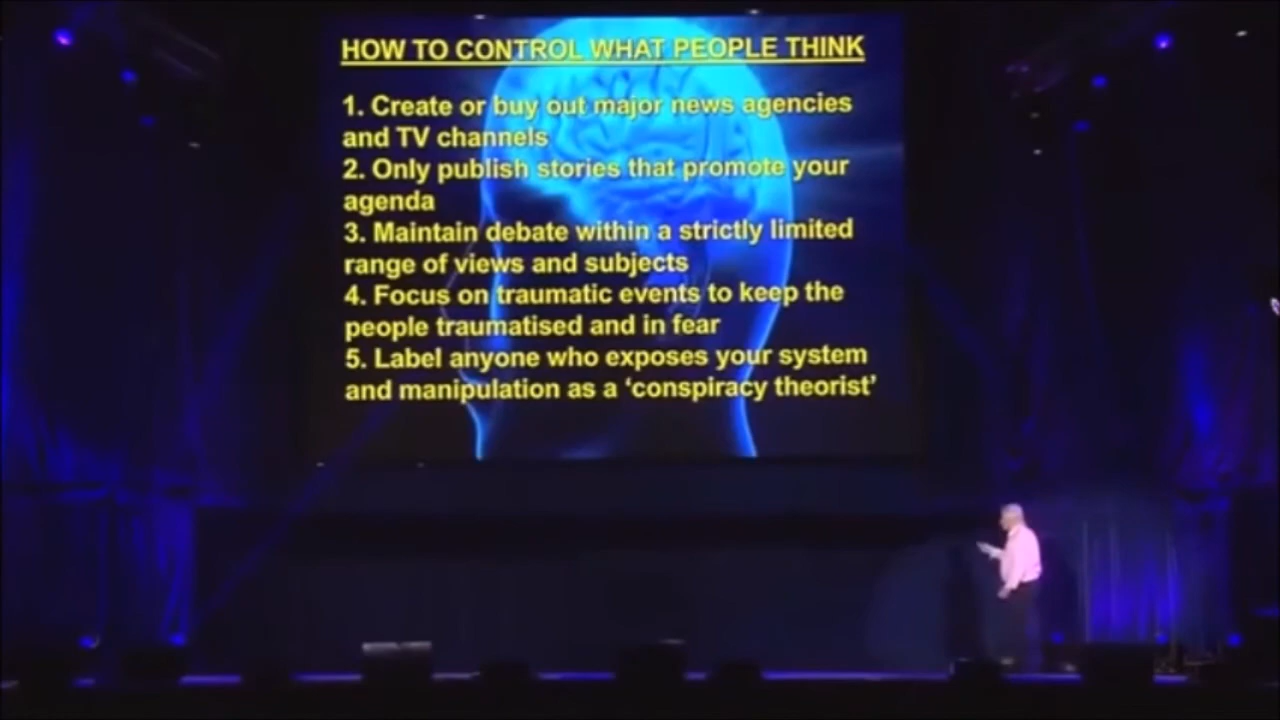 HOW TO CONTROL WHAT PEOPLE THINK
1. Create or buy out major news agencies
and TV channels
2. Only publish stories that promote your
agenda
3. Maintain debate within a strictly limited
range of views and subjects
4. Focus on traumatic events to keep the
people traumatised and in fear
5. Label anyone who exposes your system
and manipulation as a ‘conspiracy theorist’